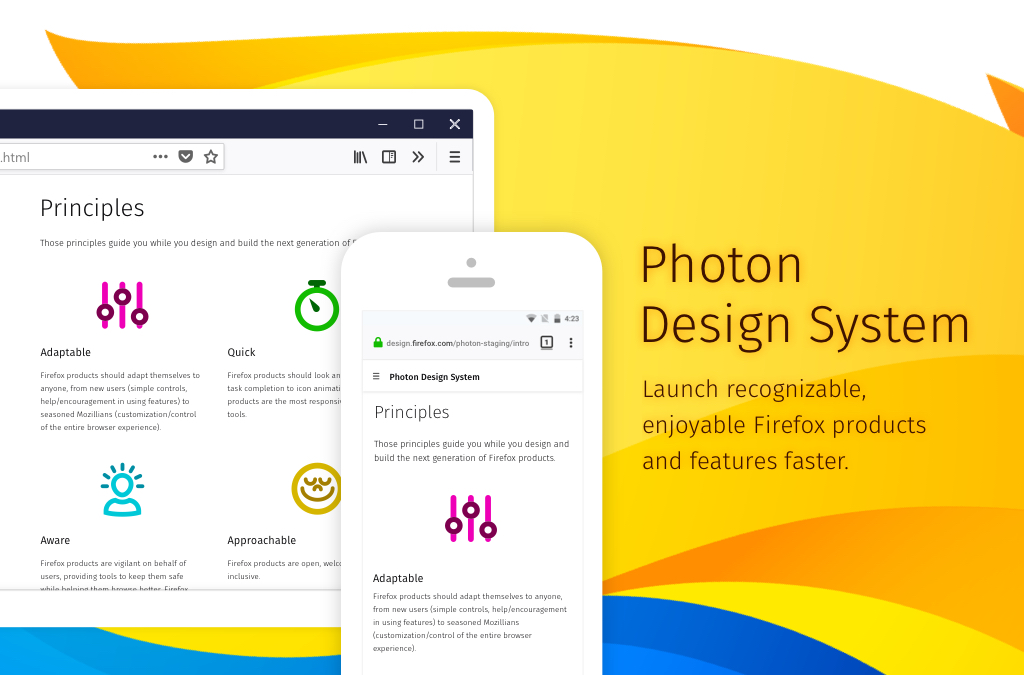 .html
Principles
Those principles guide you while you design and build the next generation of
Adaptable
Firefox products should adapt themselves to
anyone, from new users (simple controls,
help/encouragement in using features) to
seasoned Mozillians (customization/control
of the entire browser experience).
Quick
Firefox products should look an
task completion to icon animati
products are the most responsiv
tools.
Aware
Firefox products are vigilant on behalf of
users, providing tools to keep them safe
while helping them browse better. Firefox
Approachable
Firefox products are open, welco
inclusive.
4:23
design.firefox.com/photon-staging/intro
1
Photon Design System
Principles
Those principles guide you while you design and
build the next generation of Firefox products.
Adaptable
Firefox products should adapt themselves to anyone,
from new users (simple controls, help/encouragement
in using features) to seasoned Mozillians
(customization/control of the entire browser
experience).
Photon
Design System
Launch recognizable,
enjoyable Firefox products
and features faster.